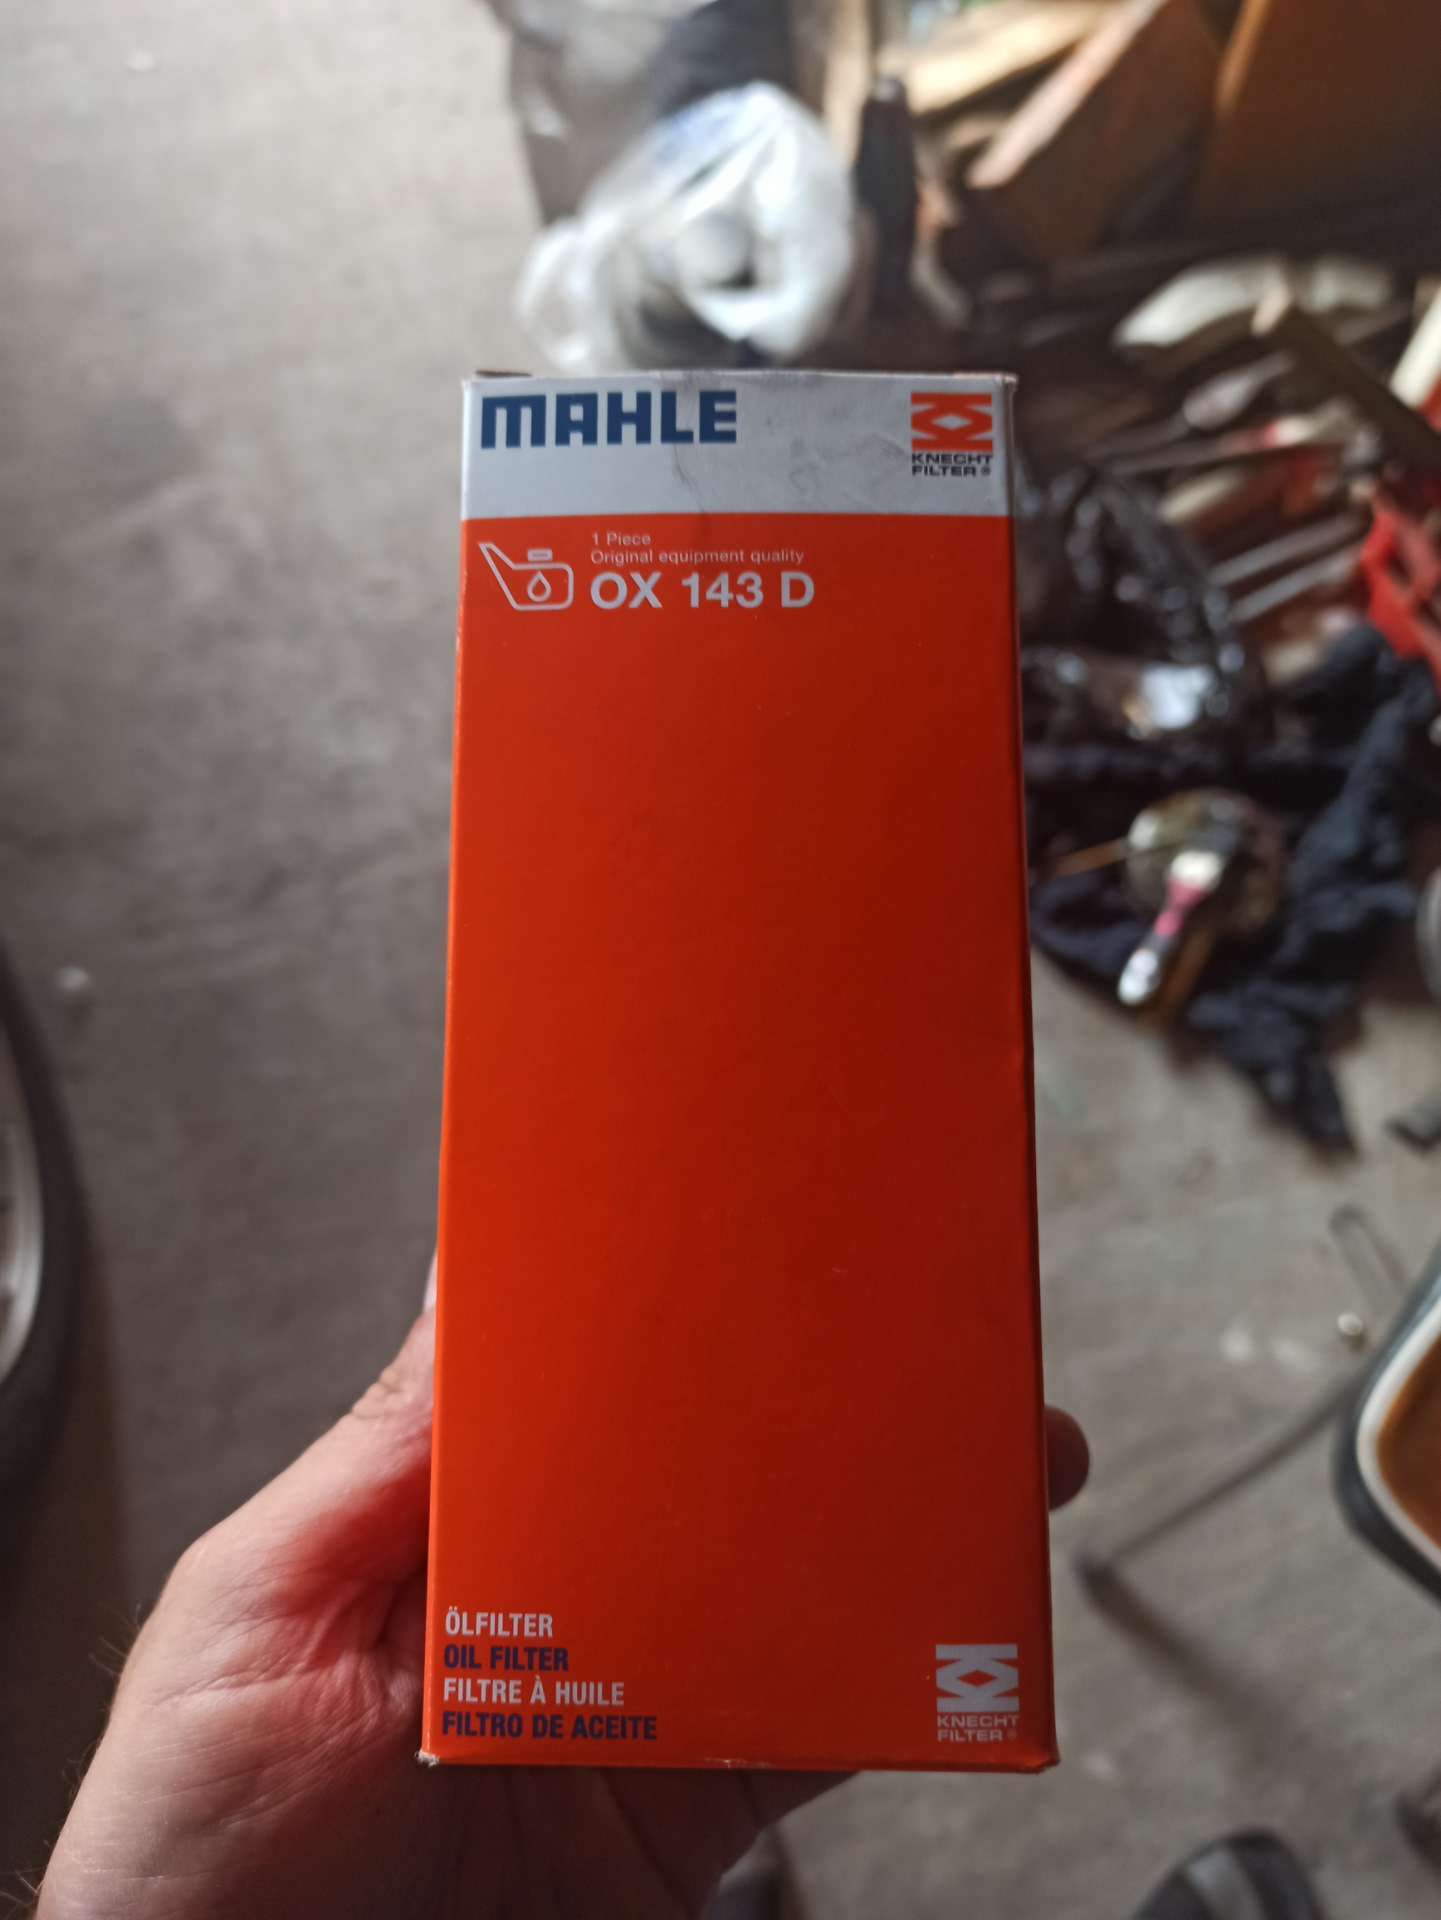 MAHLE
KNECHT
FILTER®
1 Piece
Original equipment quality
OX 143 D
ÖLFILTER
OIL FILTER
FILTRE À HUILE
FILTRO DE ACEITE
KNECHT
FILTER®